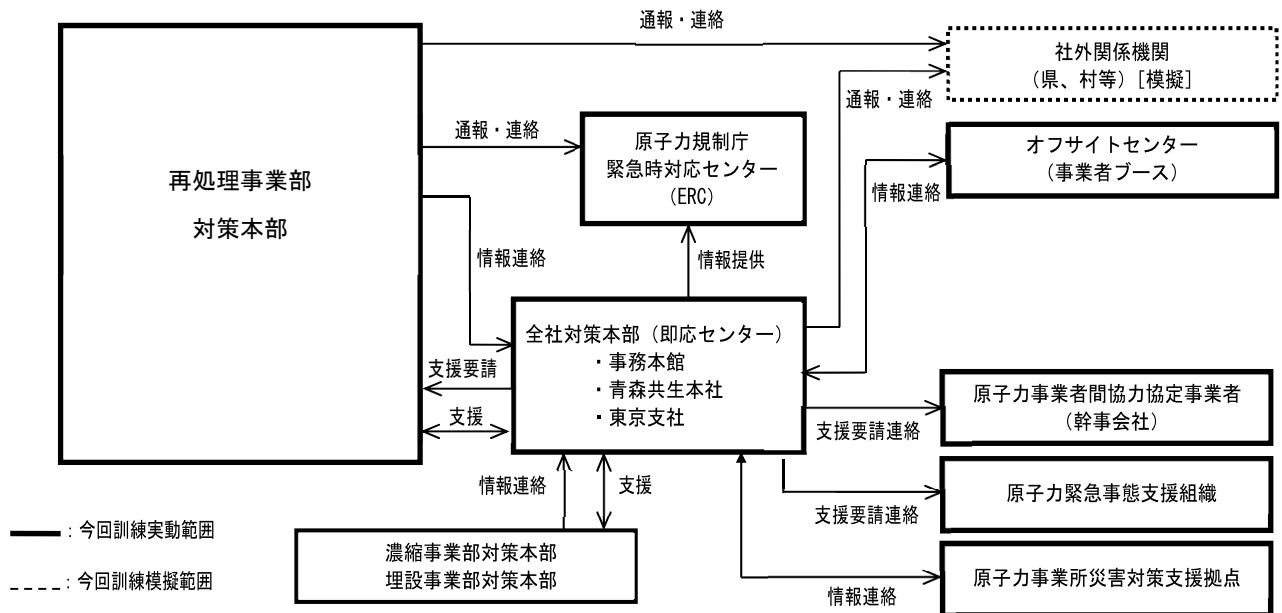 通報・連絡
社外関係機関
（県、村等）[模擬]
通報・連絡
通報・連絡
原子力規制庁
緊急時対応センター
（ERC）
オフサイトセンター
（事業者ブース）
情報連絡
再処理事業部
対策本部
情報連絡
情報提供
全社対策本部（即応センター）
・事務本館
・青森共生本社
・東京支社
支援要請
支援
原子力事業者間協力協定事業者
（幹事会社）
支援要請連絡
情報連絡
支援
原子力緊急事態支援組織
支援要請連絡
：今回訓練実動範囲
濃縮事業部対策本部
埋設事業部対策本部
：今回訓練模擬範囲
原子力事業所災害対策支援拠点
情報連絡